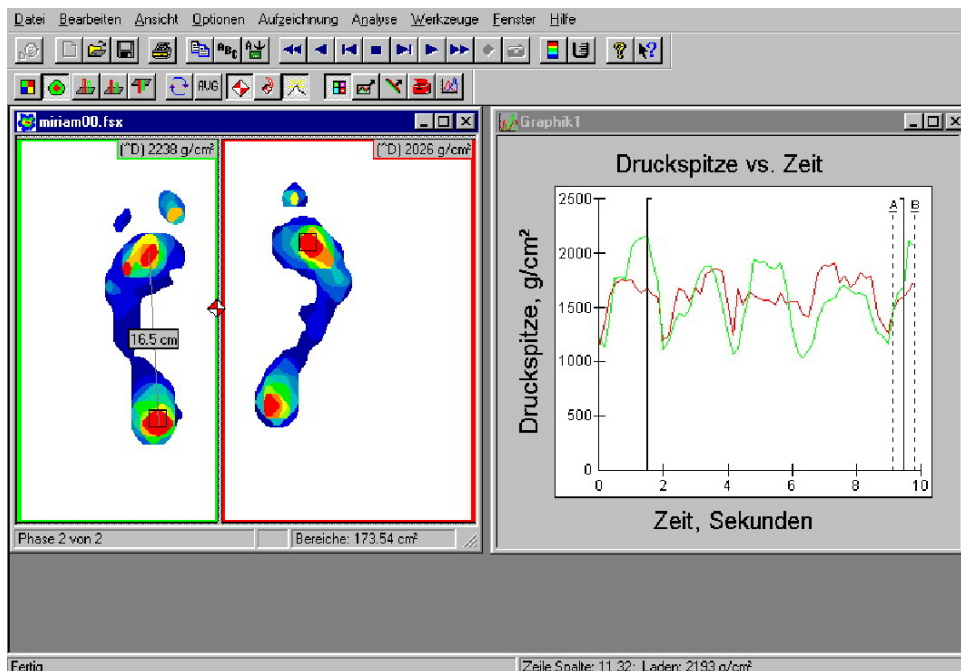 Datei Bearbeiten Ansicht Optionen Aufzeichnung Analyse Werkzeuge Fenster Hilfe
ABC
AVG
miriam00.fsx
(^D) 2238 g/cm²
(^D) 2026 g/cm²
16.5 cm
Phase 2 von 2
Bereiche: 173.54 cm²
Graphik1
Druckspitze vs. Zeit
Druckspitze, g/cm²
2500
2000
1500
1000
500
0
A B
0 2 4 6 8 10
Zeit, Sekunden
Fertig
Zeile Spalte: 11,32; Laden: 2193 g/cm²